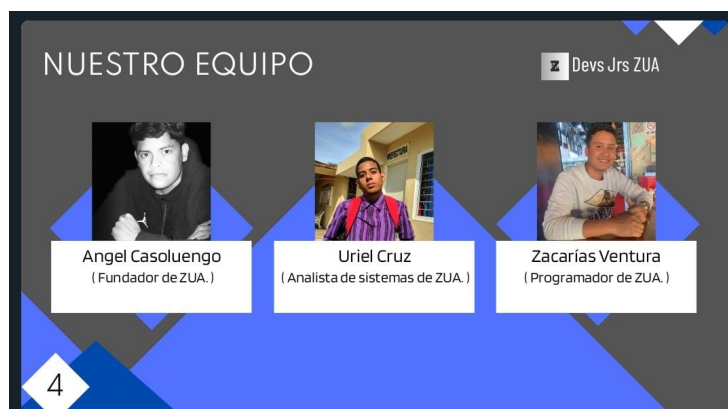 NUESTRO EQUIPO
Z Devs Jrs ZUA
PREFECTURA
Angel Casoluengo
( Fundador de ZUA. )
Uriel Cruz
( Analista de sistemas de ZUA. )
Zacarías Ventura
( Programador de ZUA. )
4